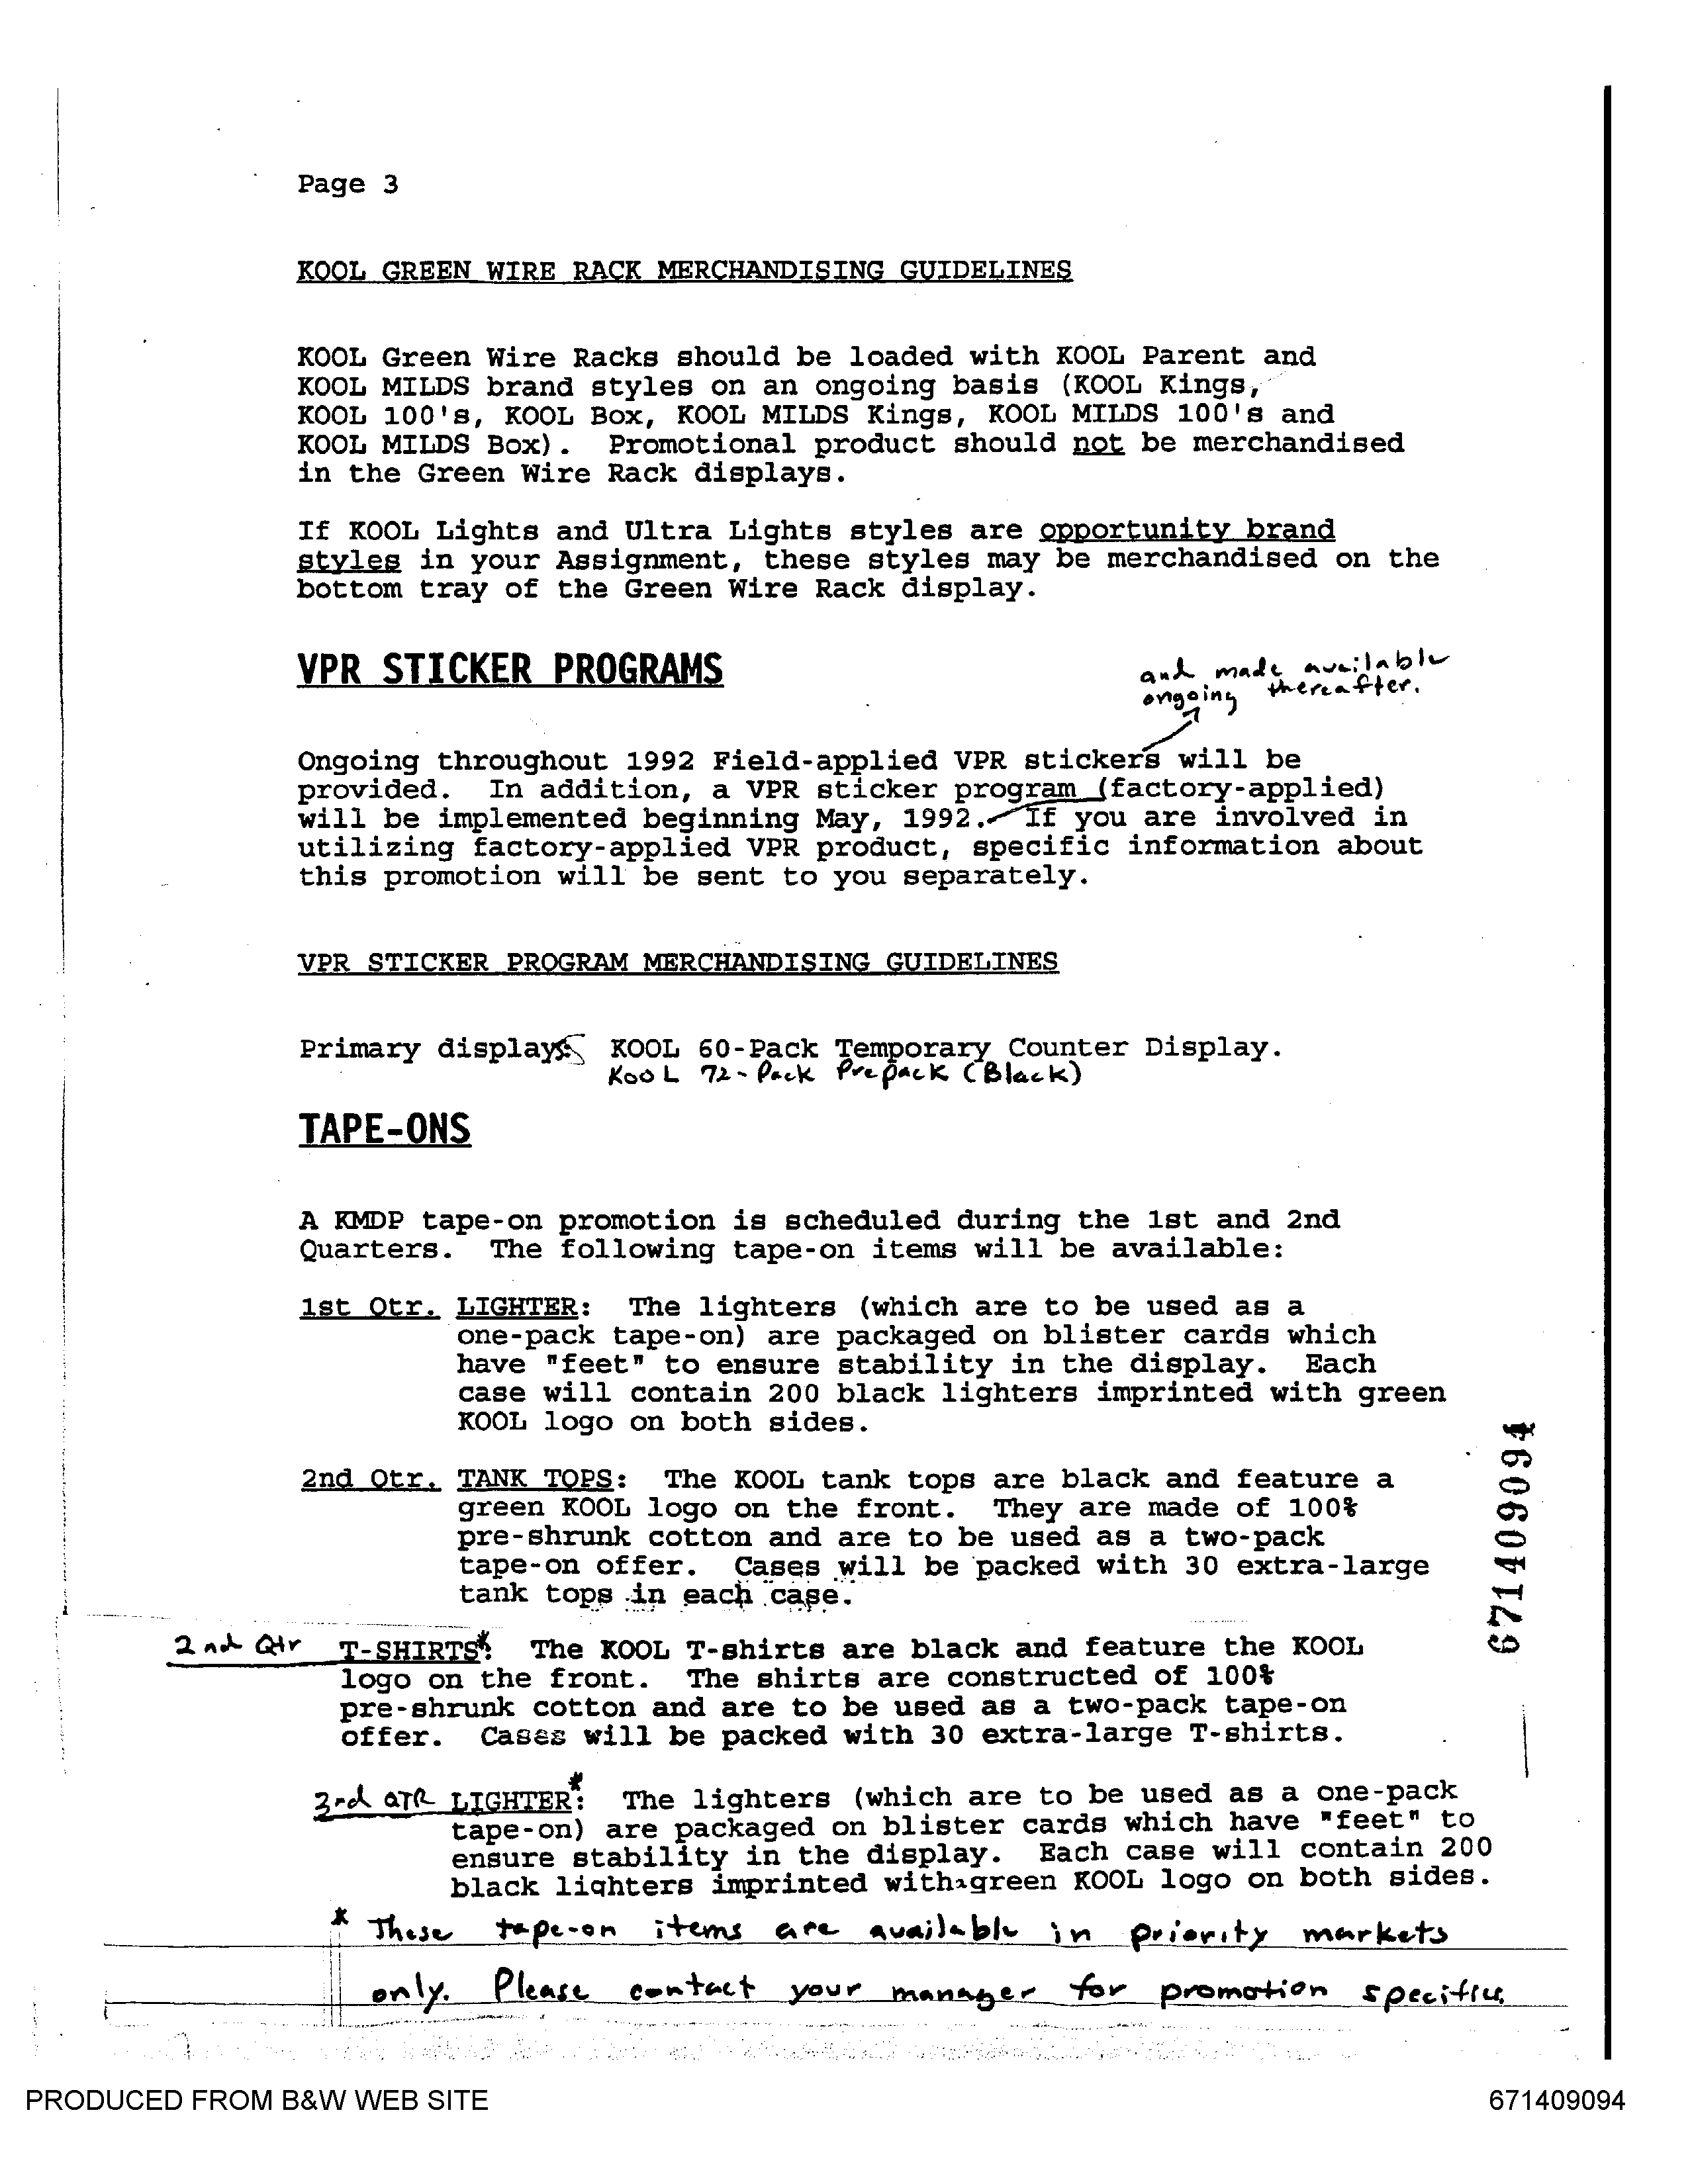 Page 3
KOOL GREEN WIRE RACK MERCHANDISING GUIDELINES
KOOL Green Wire Racks should be loaded with KOOL Parent and
KOOL MILDS brand styles on an ongoing basis (KOOL Kings,
KOOL 100's, KOOL Box, KOOL MILDS Kings, KOOL MILDS 100's and
KOOL MILDS Box). Promotional product should not be merchandised
in the Green Wire Rack displays.
If KOOL Lights and Ultra Lights styles are opportunity brand
styles in your Assignment, these styles may be merchandised on the
bottom tray of the Green Wire Rack display.
VPR STICKER PROGRAMS
and made available
ongoing thereafter.
Ongoing throughout 1992 Field-applied VPR stickers will be
provided. In addition, a VPR sticker program (factory-applied)
will be implemented beginning May, 1992. If you are involved in
utilizing factory-applied VPR product, specific information about
this promotion will be sent to you separately.
VPR STICKER PROGRAM MERCHANDISING GUIDELINES
Primary displays: KOOL 60-Pack Temporary Counter Display.
KOOL 72-Pack Prepack (Black)
TAPE-ONS
A KMDP tape-on promotion is scheduled during the 1st and 2nd
Quarters. The following tape-on items will be available:
1st Qtr. LIGHTER: The lighters (which are to be used as a
one-pack tape-on) are packaged on blister cards which
have "feet" to ensure stability in the display. Each
case will contain 200 black lighters imprinted with green
KOOL logo on both sides.
2nd Qtr. TANK TOPS: The KOOL tank tops are black and feature a
green KOOL logo on the front. They are made of 100%
pre-shrunk cotton and are to be used as a two-pack
tape-on offer. Cases will be packed with 30 extra-large
tank tops in each case.
2nd Qtr T-SHIRTS*: The KOOL T-shirts are black and feature the KOOL
logo on the front. The shirts are constructed of 100%
pre-shrunk cotton and are to be used as a two-pack tape-on
offer. Cases will be packed with 30 extra-large T-shirts.
3rd QTR LIGHTER*: The lighters (which are to be used as a one-pack
tape-on) are packaged on blister cards which have "feet" to
ensure stability in the display. Each case will contain 200
black lighters imprinted with a green KOOL logo on both sides.
* These tape-on items are available in priority markets
only. Please contact your manager for promotion specifics
671409094
PRODUCED FROM B&W WEB SITE
671409094